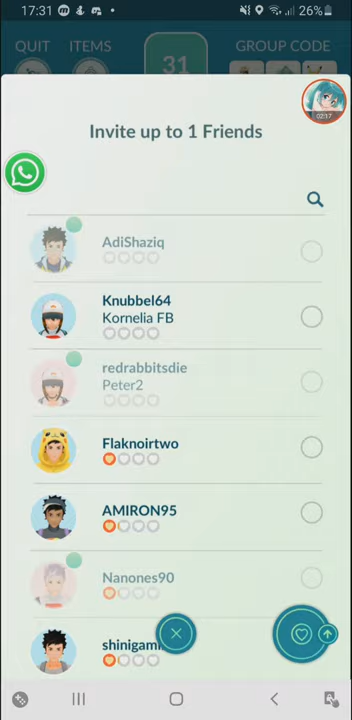 17:31
26%
QUIT
ITEMS
GROUP CODE
31
02:17
Invite up to 1 Friends
AdiShaziq
Knubbel64
Kornelia FB
redrabbitsdie
Peter2
Flaknoirtwo
AMIRON95
Nanones90